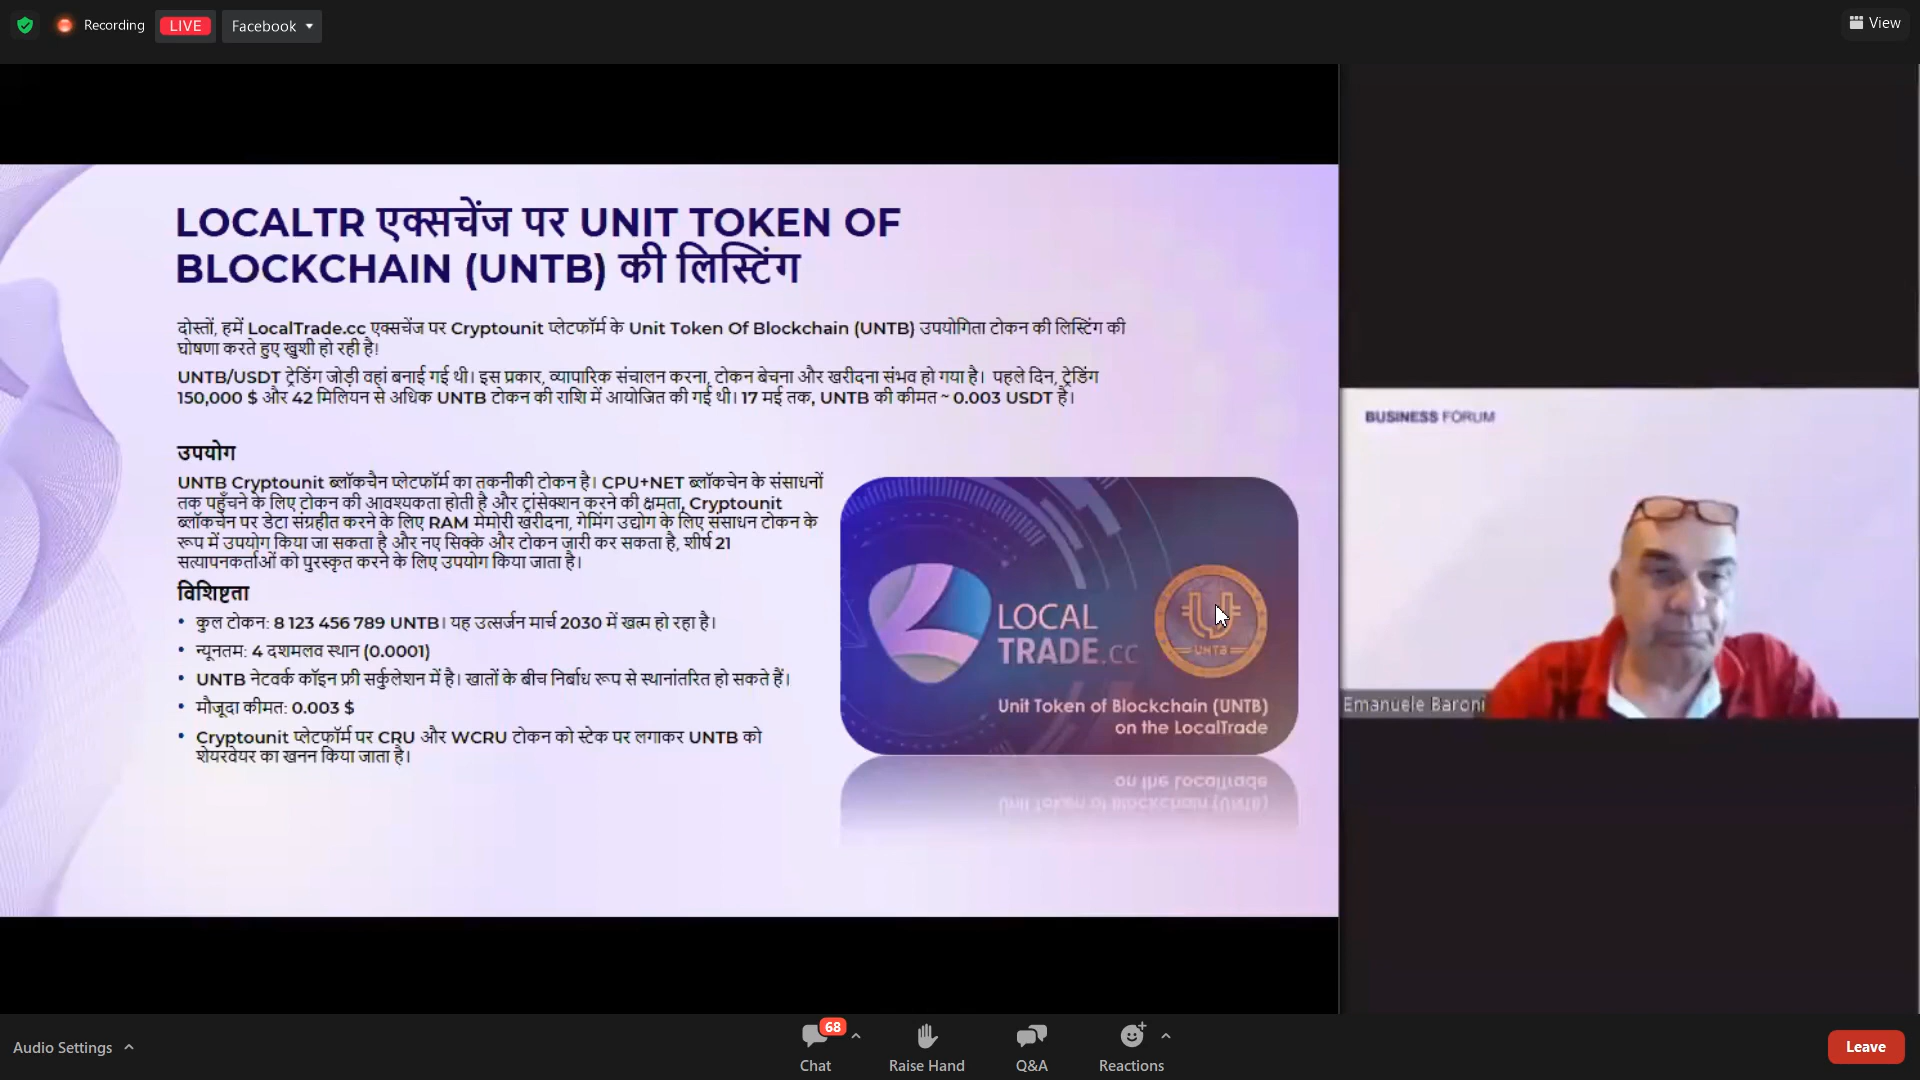 Recording
LIVE
Facebook
View
LOCALTR एक्सचेंज पर UNIT TOKEN OF
BLOCKCHAIN (UNTB) की लिस्टिंग
दोस्तों, हमें LocalTrade.cc एक्सचेंज पर Cryptounit प्लेटफॉर्म के Unit Token Of Blockchain (UNTB) उपयोगिता टोकन की लिस्टिंग की
घोषणा करते हुए खुशी हो रही है!
UNTB/USDT ट्रेडिंग जोड़ी वहां बनाई गई थी। इस प्रकार, व्यापारिक संचालन करना, टोकन बेचना और खरीदना संभव हो गया है। पहले दिन, ट्रेडिंग
150,000 $ और 42 मिलियन से अधिक UNTB टोकन की राशि में आयोजित की गई थी। 17 मई तक, UNTB की कीमत ~ 0.003 USDT है।
उपयोग
UNTB Cryptounit ब्लॉकचैन प्लेटफॉर्म का तकनीकी टोकन है। CPU+NET ब्लॉकचेन के संसाधनों
तक पहुँचने के लिए टोकन की आवश्यकता होती है और ट्रांसेक्शन करने की क्षमता, Cryptounit
ब्लॉकचेन पर डेटा संग्रहीत करने के लिए RAM मेमोरी खरीदना, गेमिंग उद्योग के लिए संसाधन टोकन के
रूप में उपयोग किया जा सकता है और नए सिक्के और टोकन जारी कर सकता है, शीर्ष 21
सत्यापनकर्ताओं को पुरस्कृत करने के लिए उपयोग किया जाता है।
विशिष्टता
• कुल टोकन: 8 123 456 789 UNTB। यह उत्सर्जन मार्च 2030 में खत्म हो रहा है।
• न्यूनतम: 4 दशमलव स्थान (0.0001)
• UNTB नेटवर्क कॉइन फ्री सर्कुलेशन में है। खातों के बीच निर्बाध रूप से स्थानांतरित हो सकते हैं।
• मौजूदा कीमत: 0.003 $
• Cryptounit प्लेटफॉर्म पर CRU और WCRU टोकन को स्टेक पर लगाकर UNTB को
शेयरवेयर का खनन किया जाता है।
LOCAL
TRADE.CC
UNTB
Unit Token of Blockchain (UNTB)
on the LocalTrade
BUSINESS FORUM
Emanuele Baroni
Audio Settings
68
Chat
Raise Hand
Q&A
Reactions
Leave